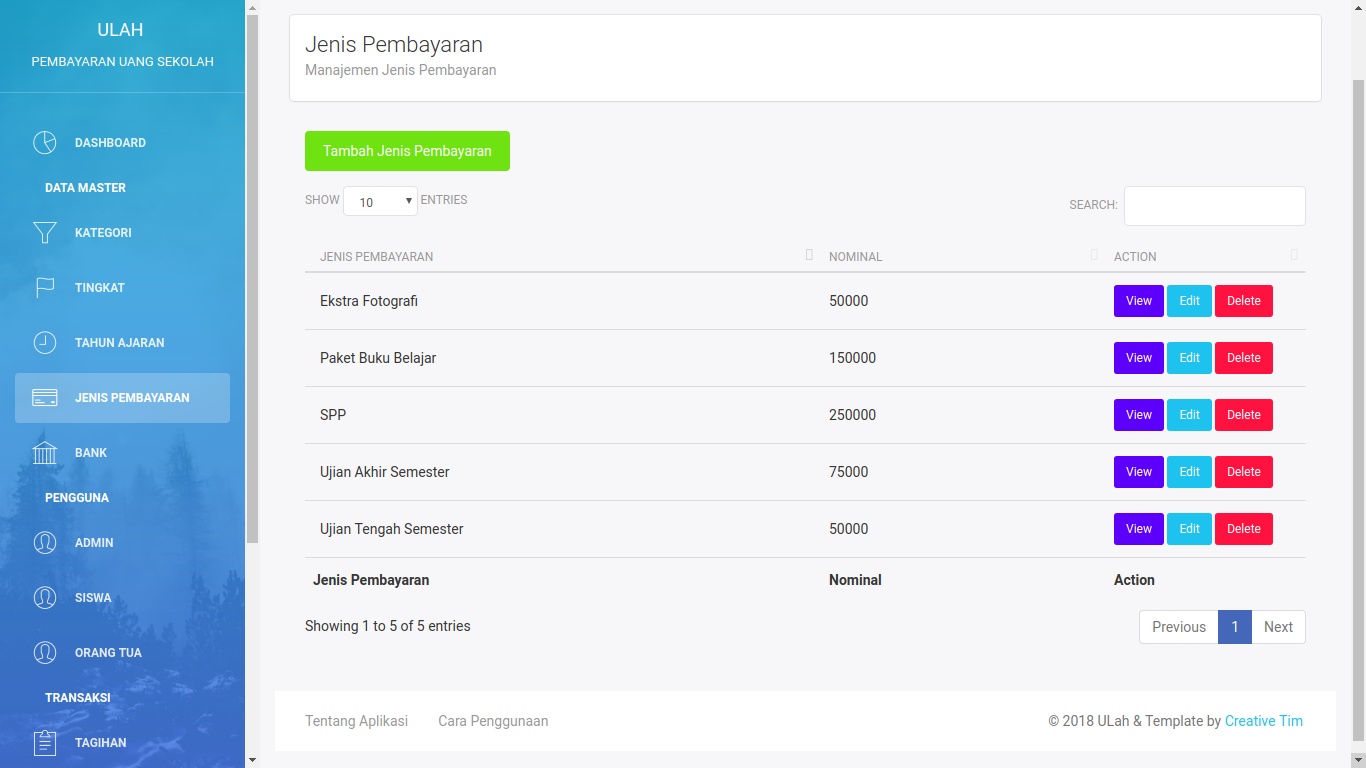 ULAH
PEMBAYARAN UANG SEKOLAH
DASHBOARD
DATA MASTER
KATEGORI
TINGKAT
TAHUN AJARAN
JENIS PEMBAYARAN
BANK
PENGGUNA
ADMIN
SISWA
ORANG TUA
TRANSAKSI
TAGIHAN
Jenis Pembayaran
Manajemen Jenis Pembayaran
Tambah Jenis Pembayaran
SHOW 10 ENTRIES
SEARCH:
JENIS PEMBAYARAN NOMINAL ACTION
Ekstra Fotografi 50000 View Edit Delete
Paket Buku Belajar 150000 View Edit Delete
SPP 250000 View Edit Delete
Ujian Akhir Semester 75000 View Edit Delete
Ujian Tengah Semester 50000 View Edit Delete
Jenis Pembayaran Nominal Action
Showing 1 to 5 of 5 entries
Previous 1 Next
Tentang Aplikasi Cara Penggunaan
© 2018 ULah & Template by Creative Tim